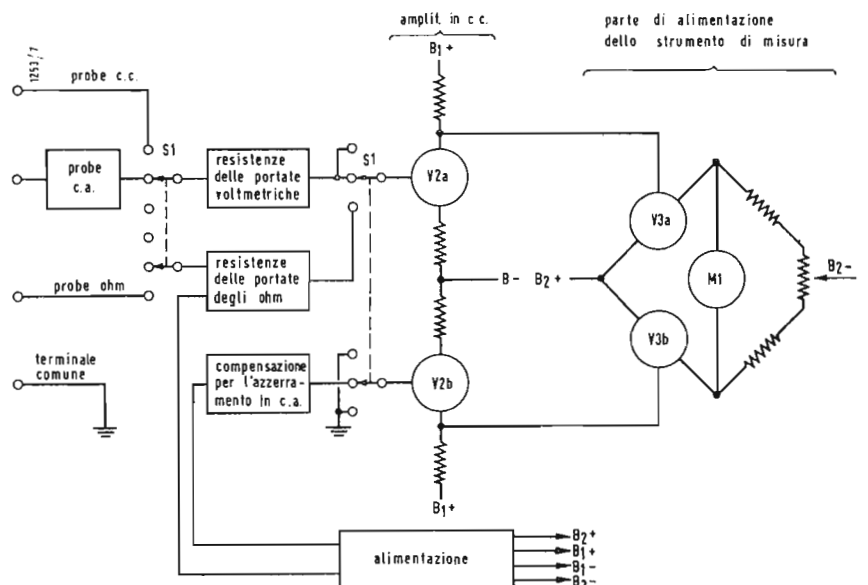 amplit. in c c.
B1+
parte di alimentazione
dello strumento di misura
1253/7
probe c.c.
S1
probe
c.a.
resistenze
delle portate
voltmetriche
S1
V2a
V3a
resistenze
delle portate
degli ohm
B-
B2+
M1
B2-
probe ohm
V3b
terminale
comune
compensazione
per l'azzerra-
mento in c.a.
V2b
B1+
alimentazione
B2+
B1+
B1-
B2-